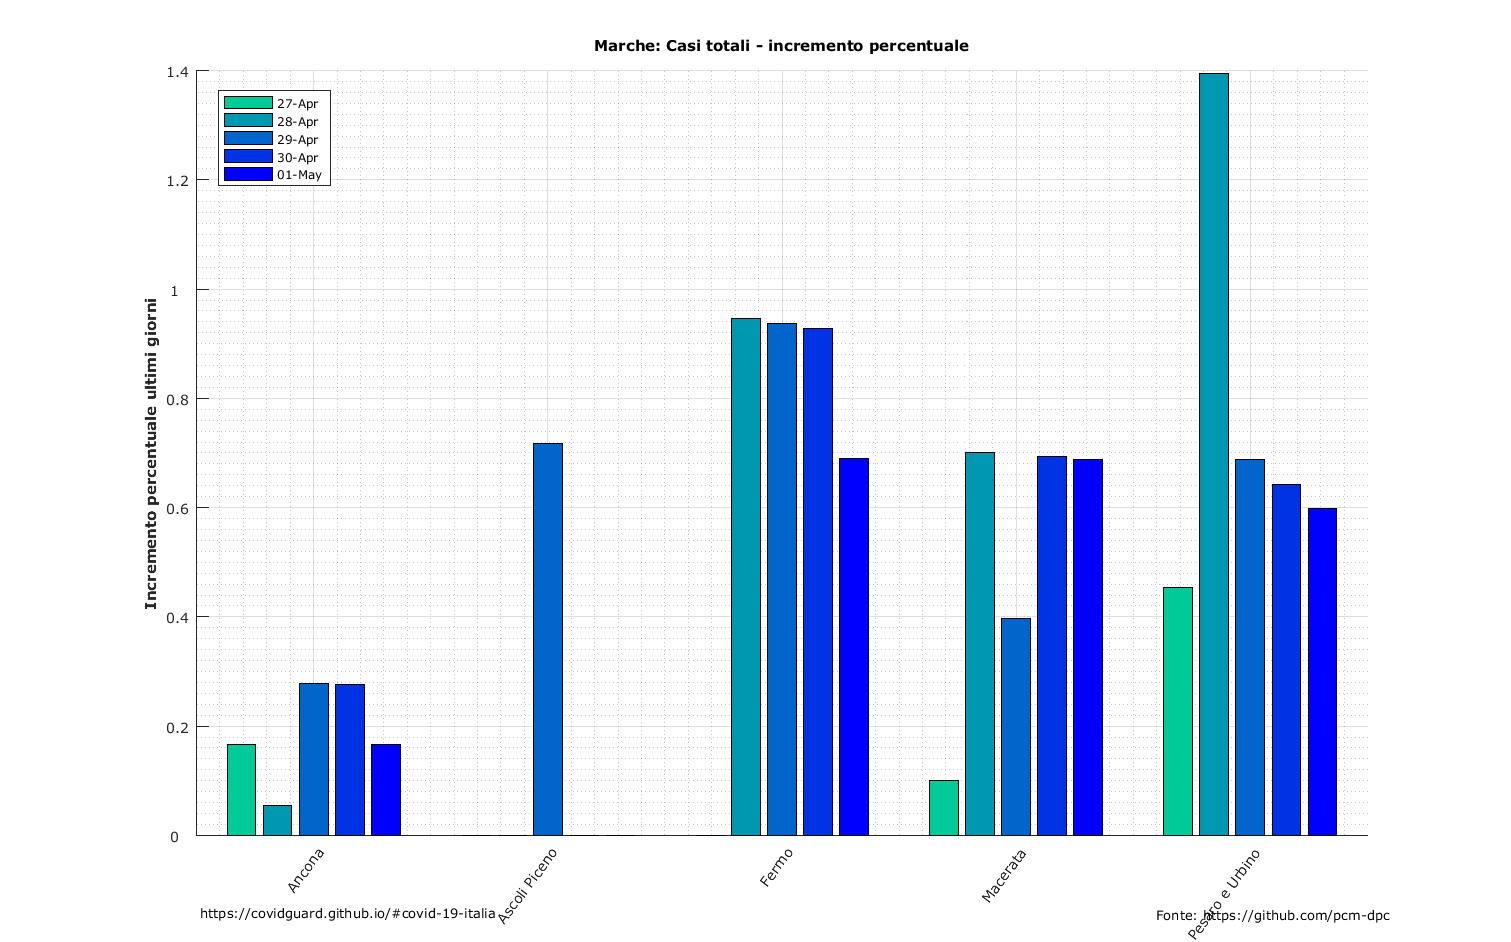 Marche: Casi totali - incremento percentuale
1.4
1.2
1
0.8
0.6
0.4
0.2
0
Incremento percentuale ultimi giorni
27-Apr
28-Apr
29-Apr
30-Apr
01-May
Ancona
Ascoli Piceno
Fermo
Macerata
Pesaro e Urbino
https://covidguard.github.io/#covid-19-italia
Fonte: https://github.com/pcm-dpc